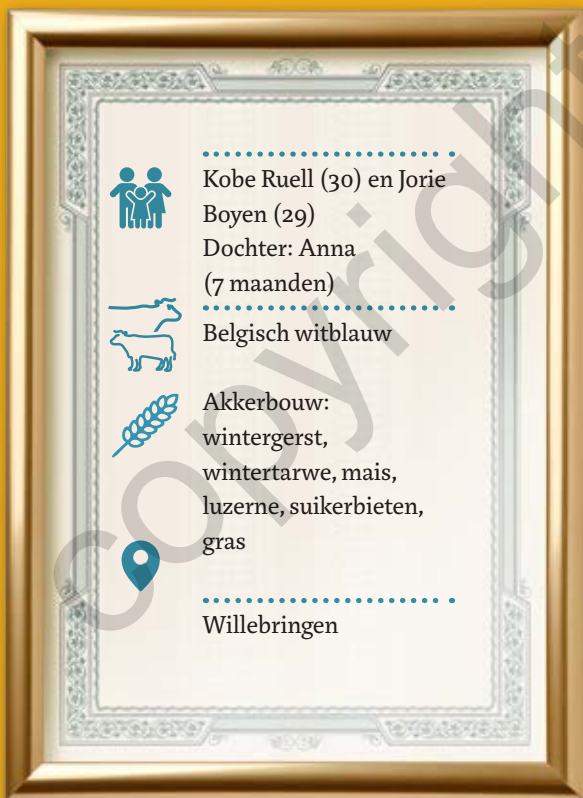 Kobe Ruell (30) en Jorie
Boyen (29)
Dochter: Anna
(7 maanden)
Belgisch witblauw
Akkerbouw:
wintergerst,
wintertarwe, mais,
luzerne, suikerbieten,
gras
Willebringen
copyright